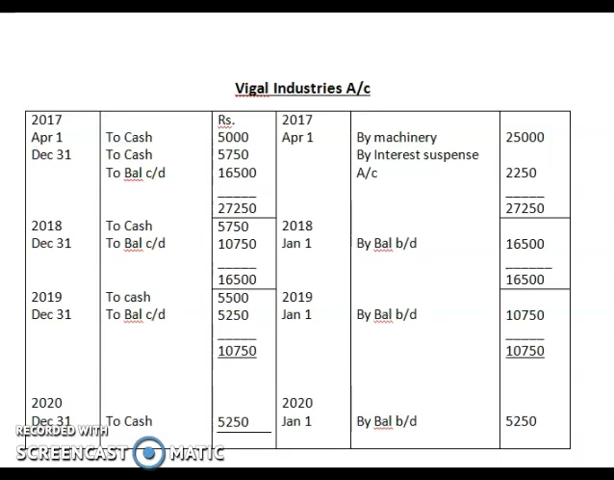 Vigal Industries A/c
2017 Rs. 2017
Apr 1 To Cash 5000 Apr 1 By machinery 25000
Dec 31 To Cash 5750 By Interest suspense
To Bal c/d 16500 A/c 2250
27250 27250
2018 To Cash 5750 2018
Dec 31 To Bal c/d 10750 Jan 1 By Bal b/d 16500
16500 16500
2019 To cash 5500 2019
Dec 31 To Bal c/d 5250 Jan 1 By Bal b/d 10750
10750 10750
2020 2020
Dec 31 To Cash 5250 Jan 1 By Bal b/d 5250
RECORDED WITH
SCREENCAST MATIC